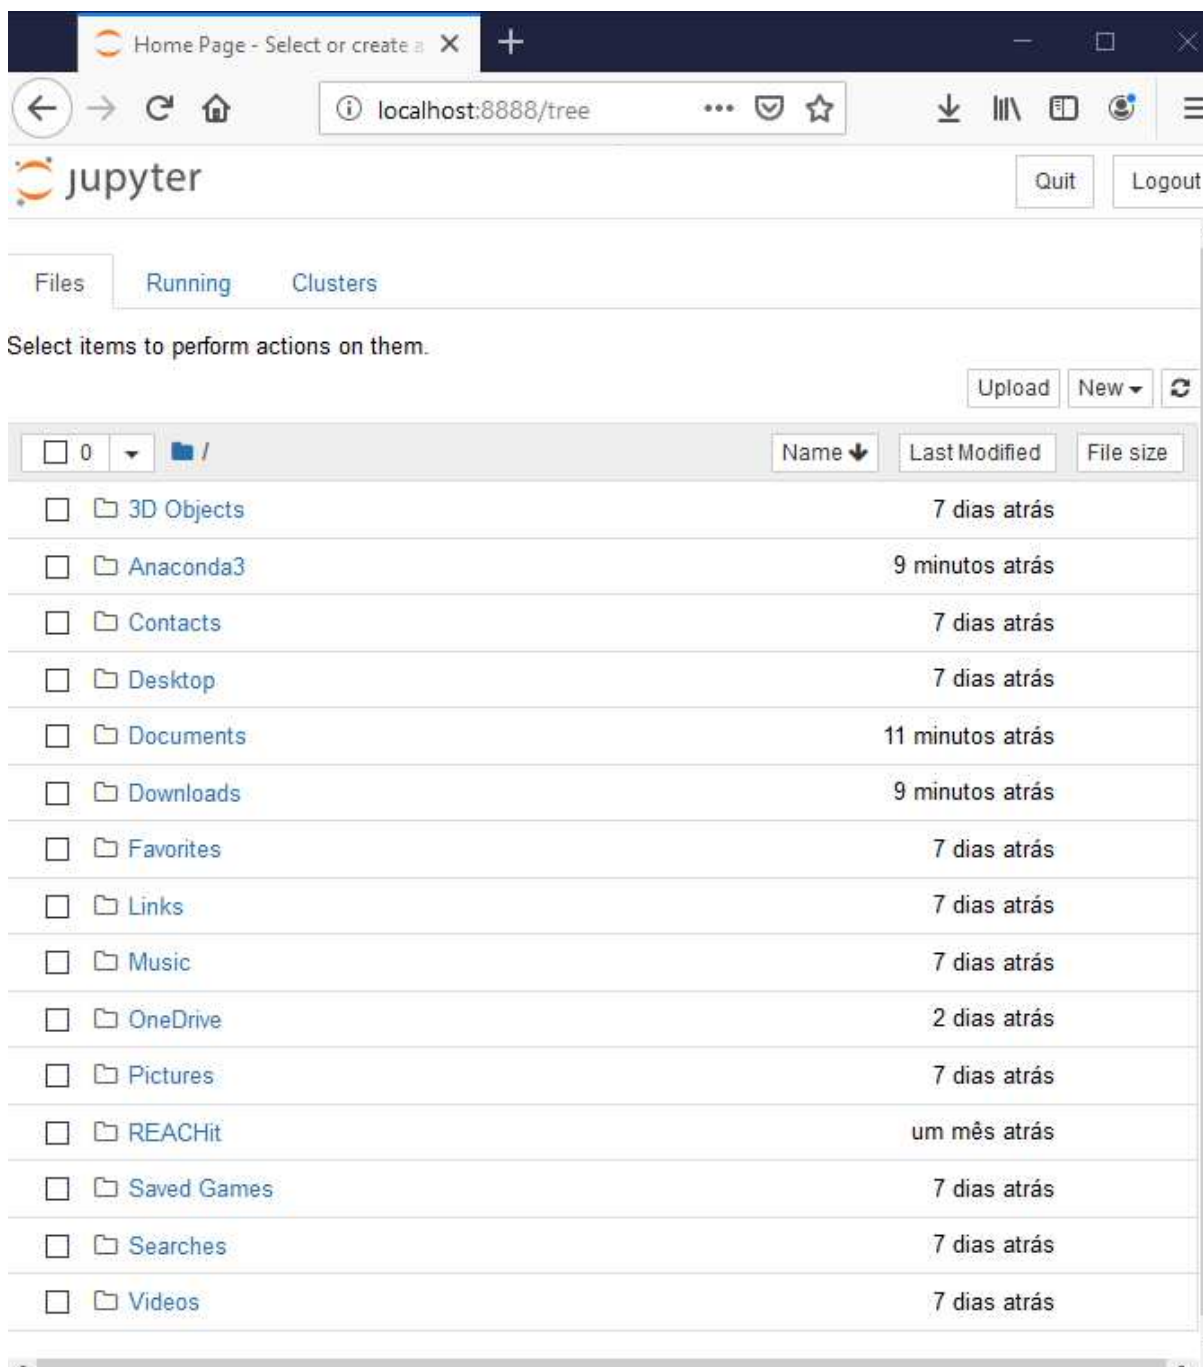 Home Page - Select or create a
localhost:8888/tree
jupyter
Quit Logout
Files Running Clusters
Select items to perform actions on them.
Upload New
0 / Name Last Modified File size
3D Objects 7 dias atrás
Anaconda3 9 minutos atrás
Contacts 7 dias atrás
Desktop 7 dias atrás
Documents 11 minutos atrás
Downloads 9 minutos atrás
Favorites 7 dias atrás
Links 7 dias atrás
Music 7 dias atrás
OneDrive 2 dias atrás
Pictures 7 dias atrás
REACHit um mês atrás
Saved Games 7 dias atrás
Searches 7 dias atrás
Videos 7 dias atrás